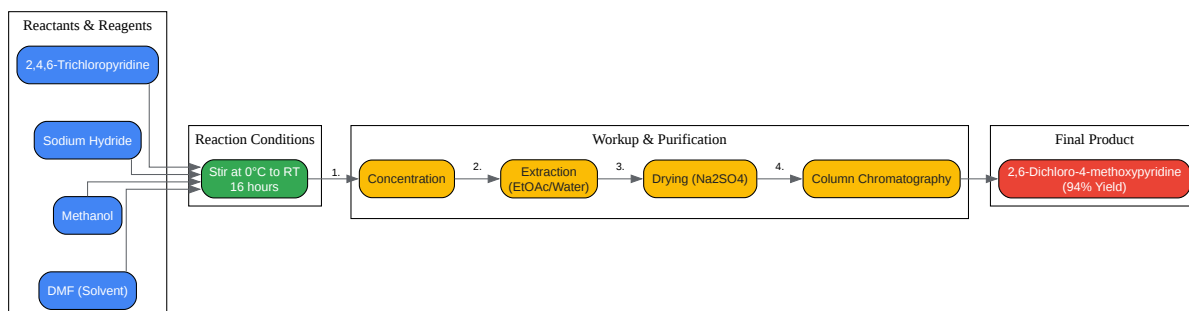 Reactants & Reagents
2,4,6-Trichloropyridine
Sodium Hydride
Methanol
DMF (Solvent)
Reaction Conditions
Stir at 0°C to RT
16 hours
1.
Workup & Purification
Concentration
2.
Extraction
(EtOAc/Water)
3.
Drying (Na2SO4)
4.
Column Chromatography
Final Product
2,6-Dichloro-4-methoxypyridine
(94% Yield)